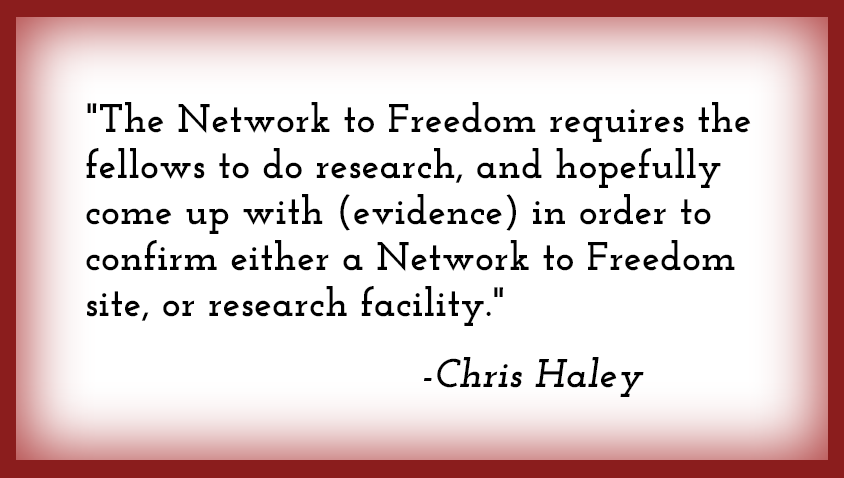 "The Network to Freedom requires the
fellows to do research, and hopefully
come up with (evidence) in order to
confirm either a Network to Freedom
site, or research facility."
-Chris Haley